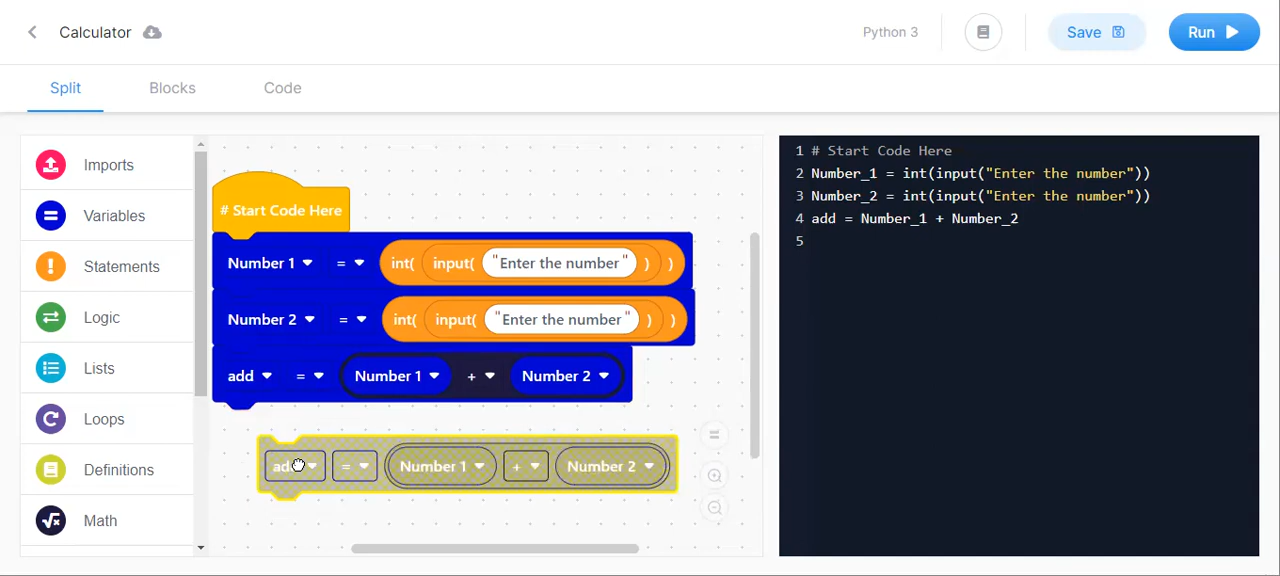 Calculator
Python 3
Save
Run
Split
Blocks
Code
Imports
Variables
Statements
Logic
Lists
Loops
Definitions
Math
# Start Code Here
Number 1 = int( input( "Enter the number" ) )
Number 2 = int( input( "Enter the number" ) )
add = Number 1 + Number 2
= Number 1 + Number 2
1 # Start Code Here
2 Number_1 = int(input("Enter the number"))
3 Number_2 = int(input("Enter the number"))
4 add = Number_1 + Number_2
5